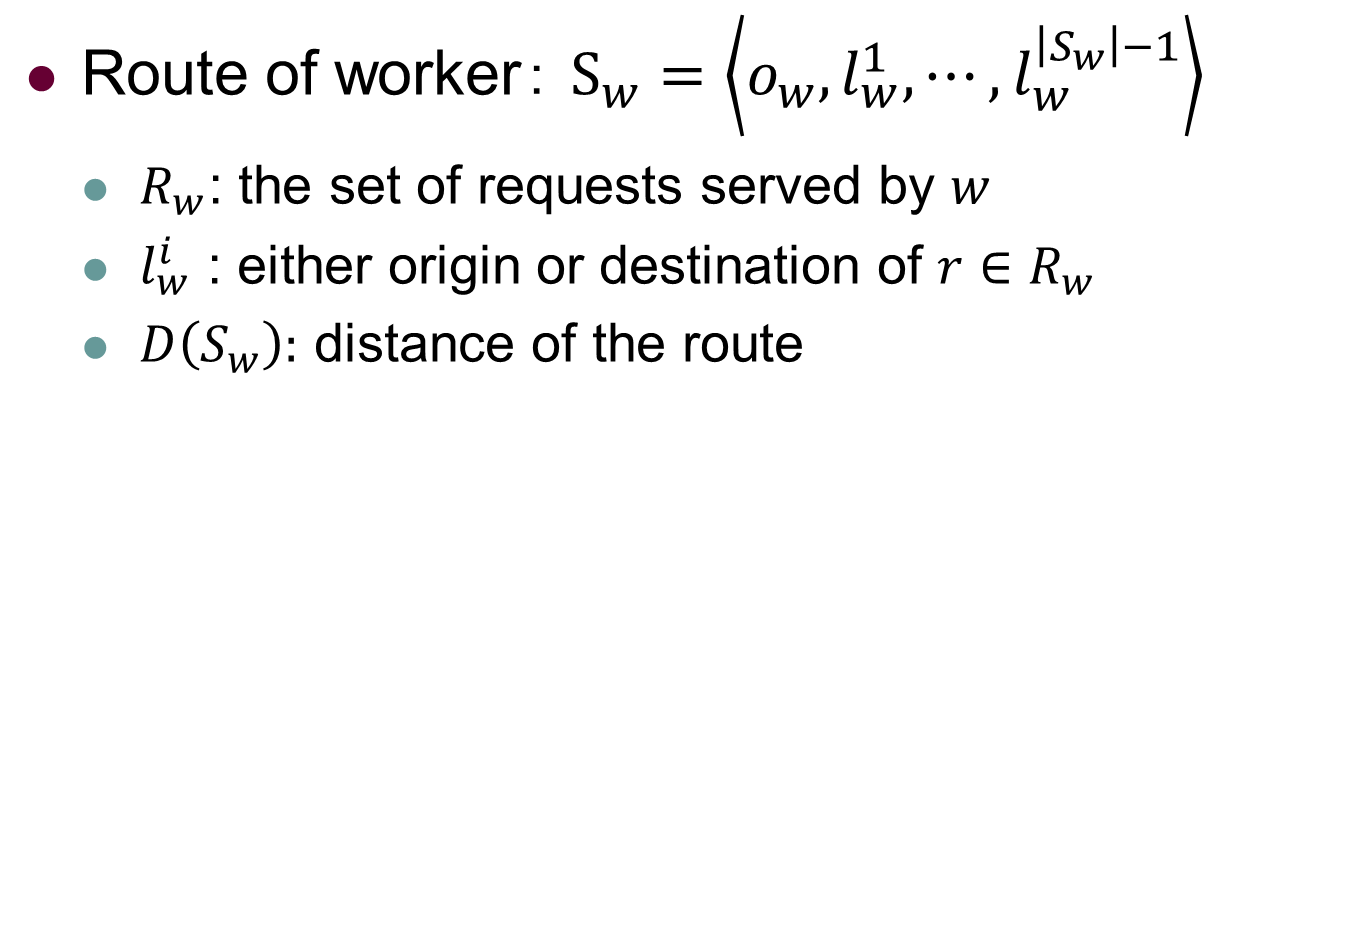 • Route of worker: S_w = ⟨o_w, l_w^1, ⋯, l_w^{|S_w|−1}⟩
• R_w: the set of requests served by w
• l_w^i : either origin or destination of r ∈ R_w
• D(S_w): distance of the route